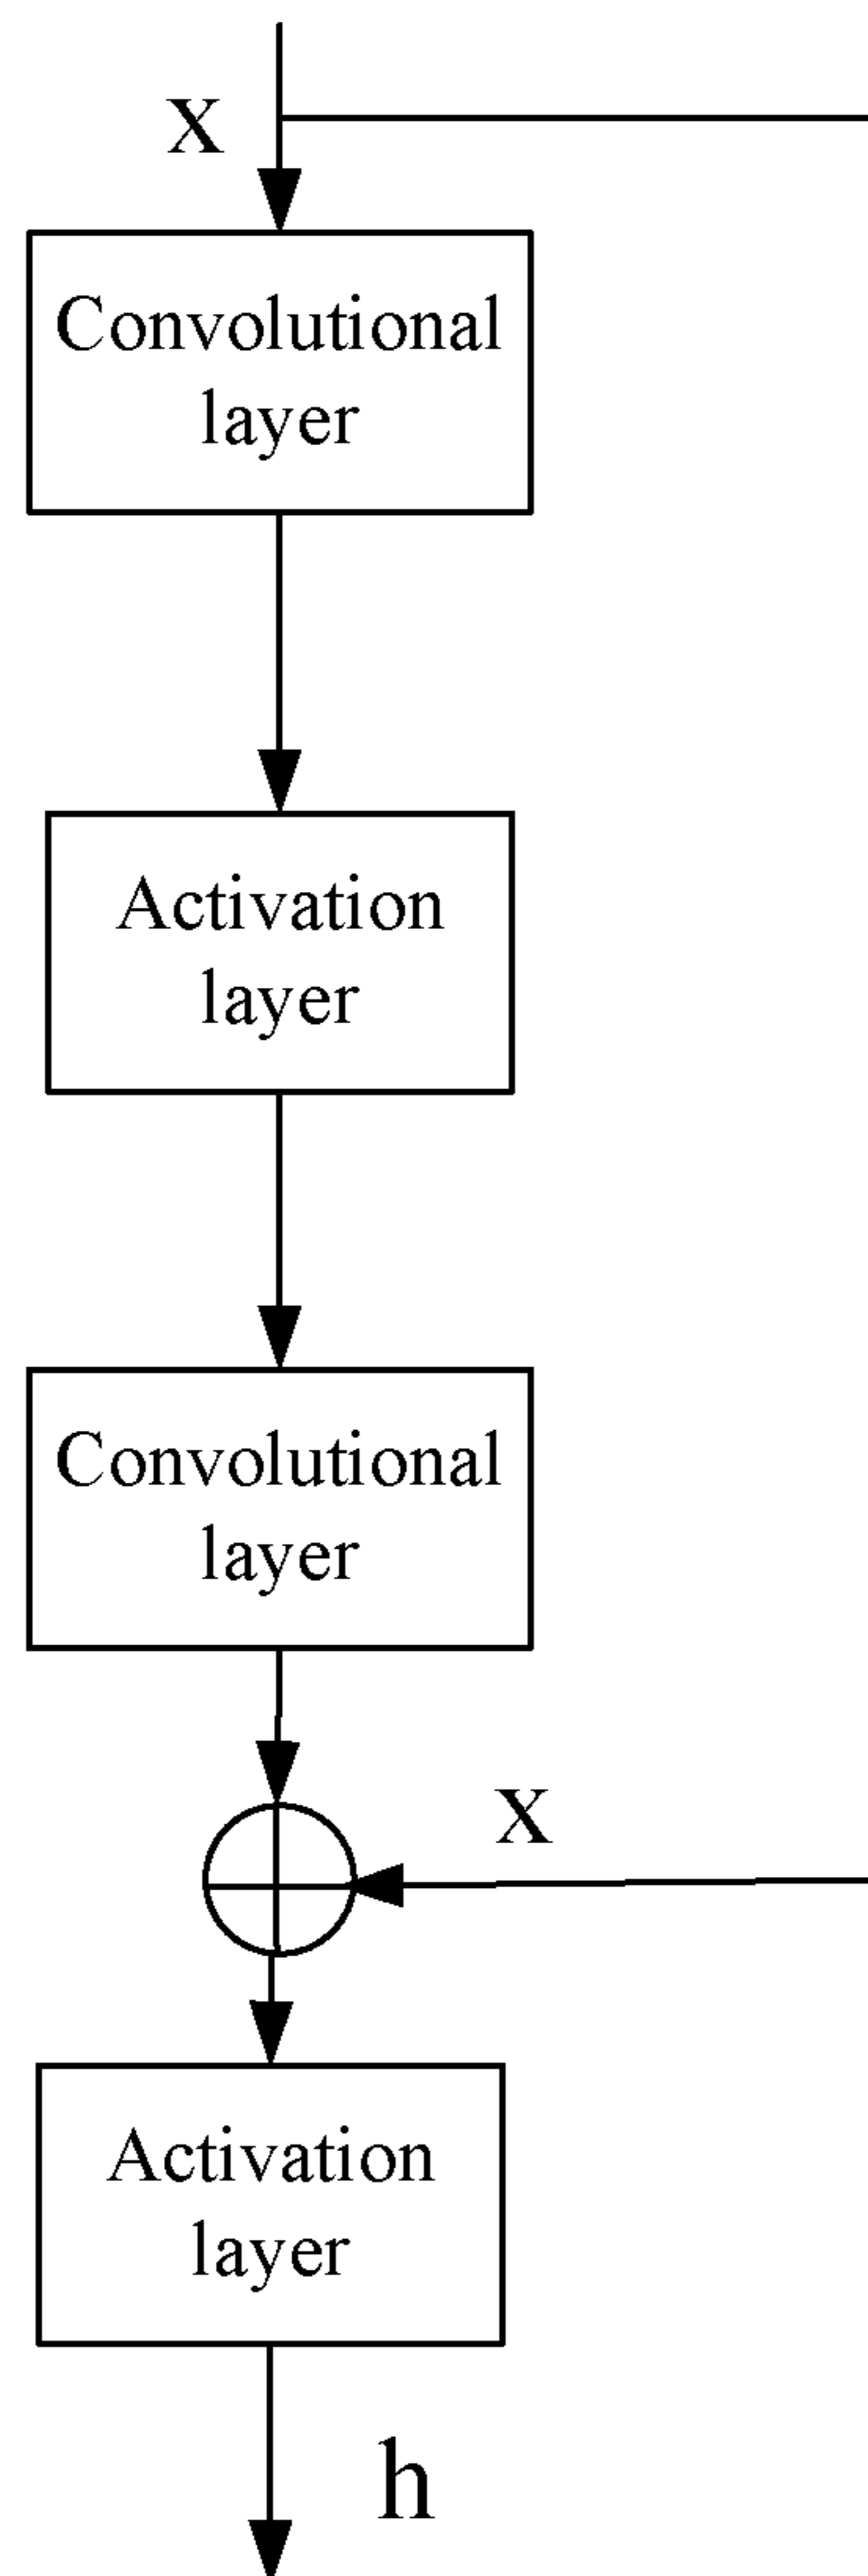 X
Convolutional
layer
Activation
layer
Convolutional
layer
X
Activation
layer
h